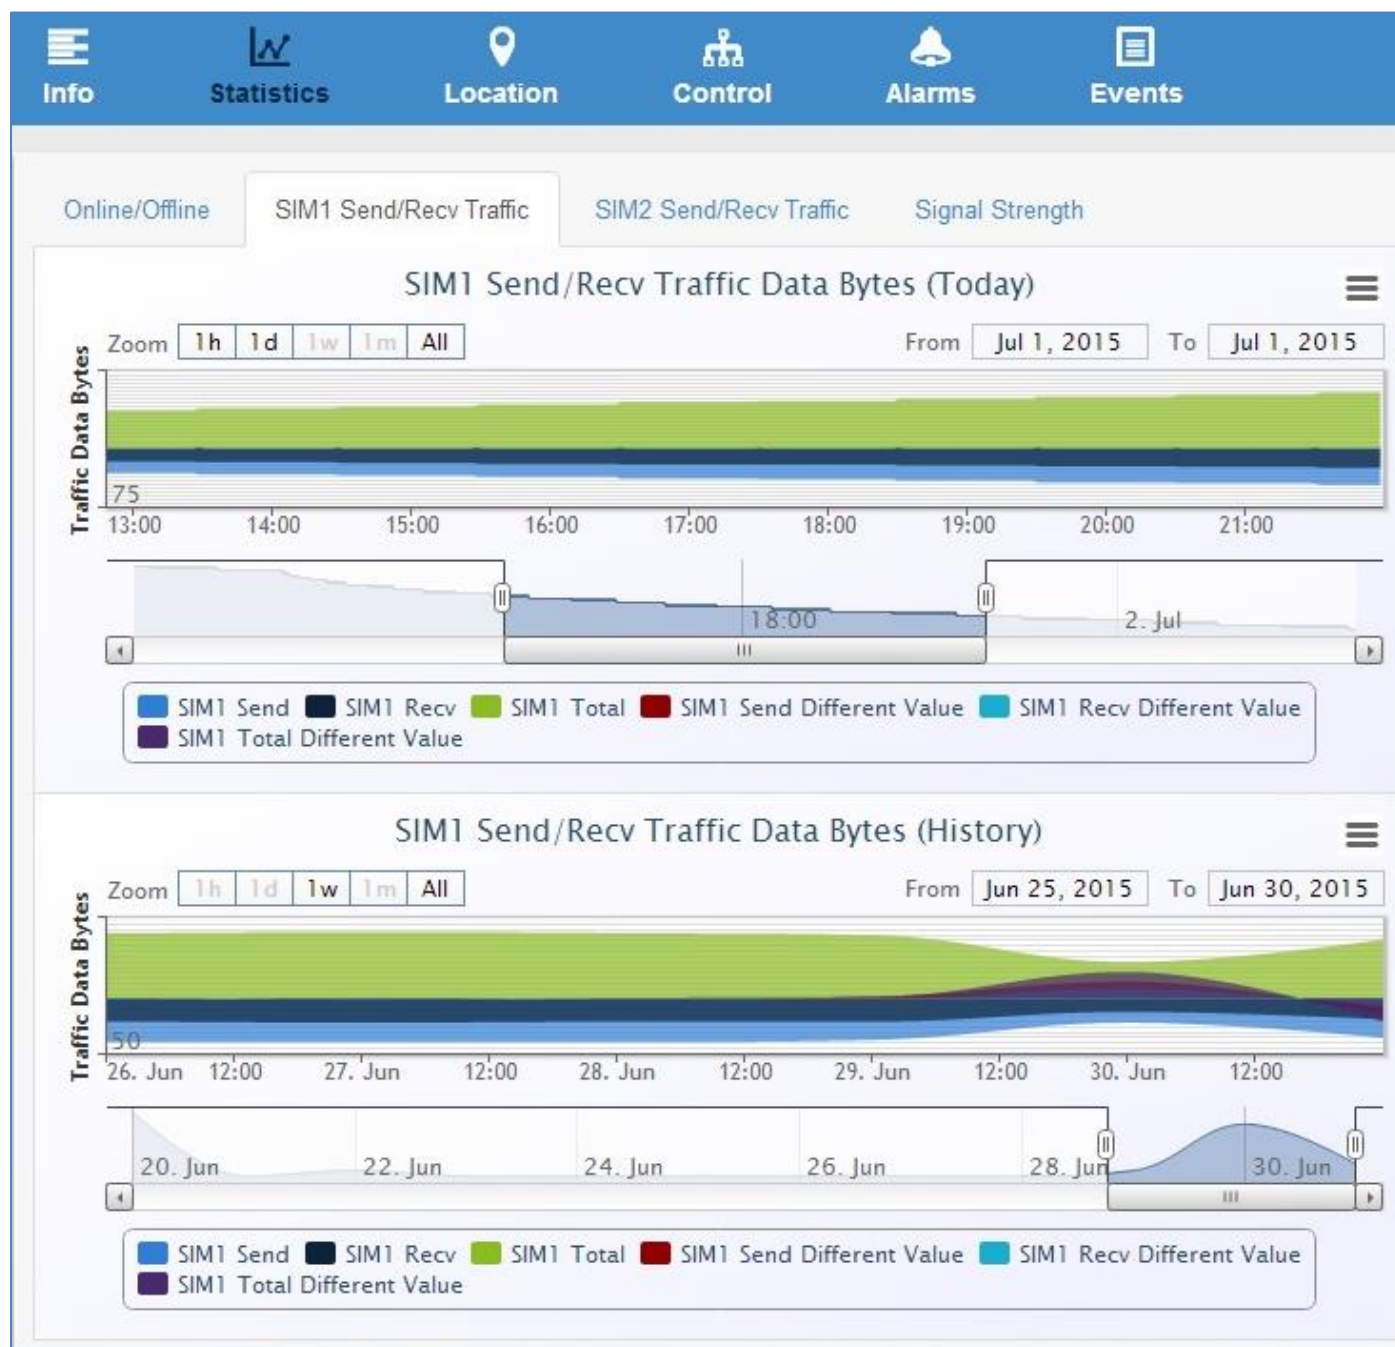 Info Statistics Location Control Alarms Events
Online/Offline SIM1 Send/Recv Traffic SIM2 Send/Recv Traffic Signal Strength
SIM1 Send/Recv Traffic Data Bytes (Today)
Zoom 1h 1d 1w 1m All From Jul 1, 2015 To Jul 1, 2015
Traffic Data Bytes
75
13:00 14:00 15:00 16:00 17:00 18:00 19:00 20:00 21:00
18:00 2. Jul
SIM1 Send SIM1 Recv SIM1 Total SIM1 Send Different Value SIM1 Recv Different Value
SIM1 Total Different Value
SIM1 Send/Recv Traffic Data Bytes (History)
Zoom 1h 1d 1w 1m All From Jun 25, 2015 To Jun 30, 2015
Traffic Data Bytes
50
26. Jun 12:00 27. Jun 12:00 28. Jun 12:00 29. Jun 12:00 30. Jun 12:00
20. Jun 22. Jun 24. Jun 26. Jun 28. Jun 30. Jun
SIM1 Send SIM1 Recv SIM1 Total SIM1 Send Different Value SIM1 Recv Different Value
SIM1 Total Different Value